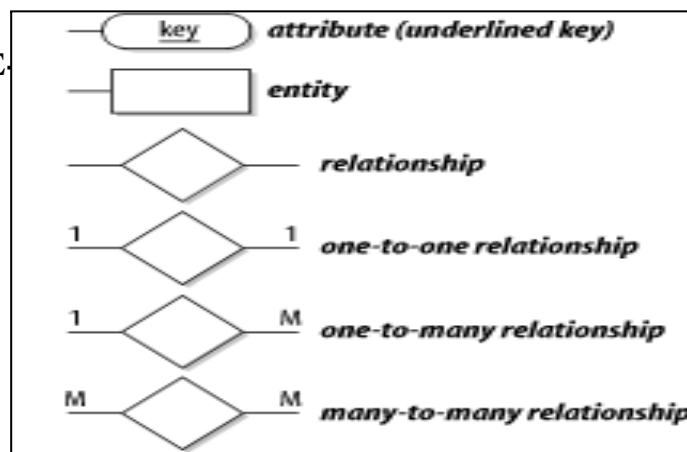 key attribute (underlined key)
E.
entity
relationship
1 1 one-to-one relationship
1 M one-to-many relationship
M M many-to-many relationship